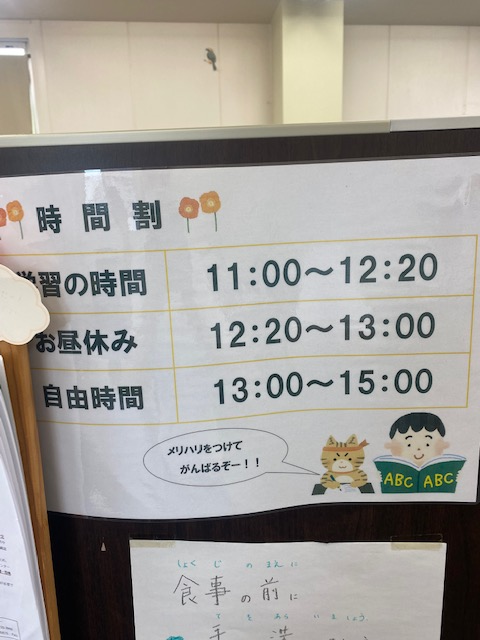 時間割
学習の時間 11:00～12:20
お昼休み 12:20～13:00
自由時間 13:00～15:00
メリハリをつけて
がんばるぞー！！
ABC ABC
しょくじのまえに
食事の前に
てをあらいましょう
手 洗